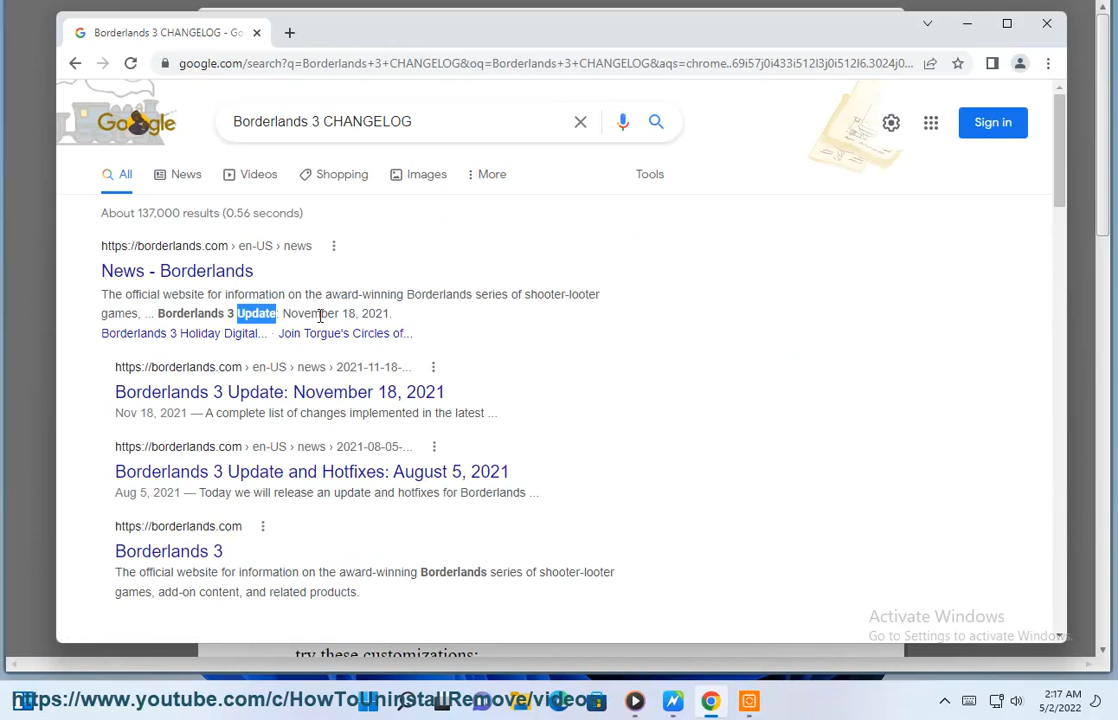 Borderlands 3 CHANGELOG - Go
google.com/search?q=Borderlands+3+CHANGELOG&oq=Borderlands+3+CHANGELOG&aqs=chrome..69i57j0i433i512l3j0i512l6.3024j0...
Google
Borderlands 3 CHANGELOG
Sign in
All
News
Videos
Shopping
Images
More
Tools
About 137,000 results (0.56 seconds)
https://borderlands.com › en-US › news
News - Borderlands
The official website for information on the award-winning Borderlands series of shooter-looter
games, ... Borderlands 3 Update: November 18, 2021.
Borderlands 3 Holiday Digital... · Join Torgue's Circles of...
https://borderlands.com › en-US › news › 2021-11-18-...
Borderlands 3 Update: November 18, 2021
Nov 18, 2021 — A complete list of changes implemented in the latest ...
https://borderlands.com › en-US › news › 2021-08-05-...
Borderlands 3 Update and Hotfixes: August 5, 2021
Aug 5, 2021 — Today we will release an update and hotfixes for Borderlands ...
https://borderlands.com
Borderlands 3
The official website for information on the award-winning Borderlands series of shooter-looter
games, add-on content, and related products.
Activate Windows
Go to Settings to activate Windows.
try these customizations:
https://www.youtube.com/c/HowToUninstallRemove/videos
2:17 AM
5/2/2022